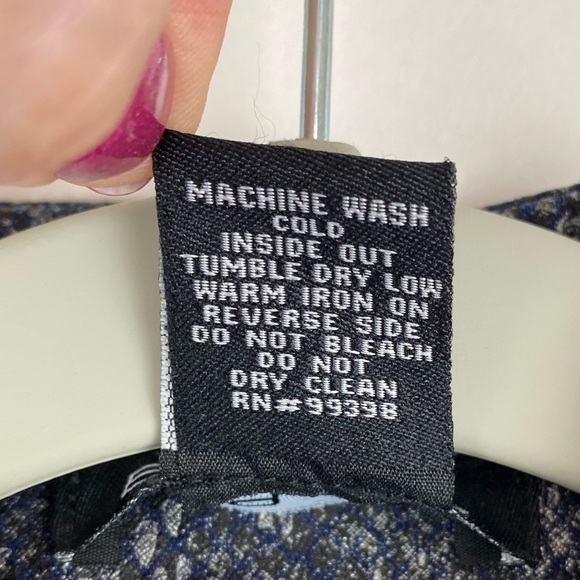 MACHINE WASH
COLD
INSIDE OUT
TUMBLE DRY LOW
WARM IRON ON
REVERSE SIDE
DO NOT BLEACH
DO NOT
DRY CLEAN
RN#99398